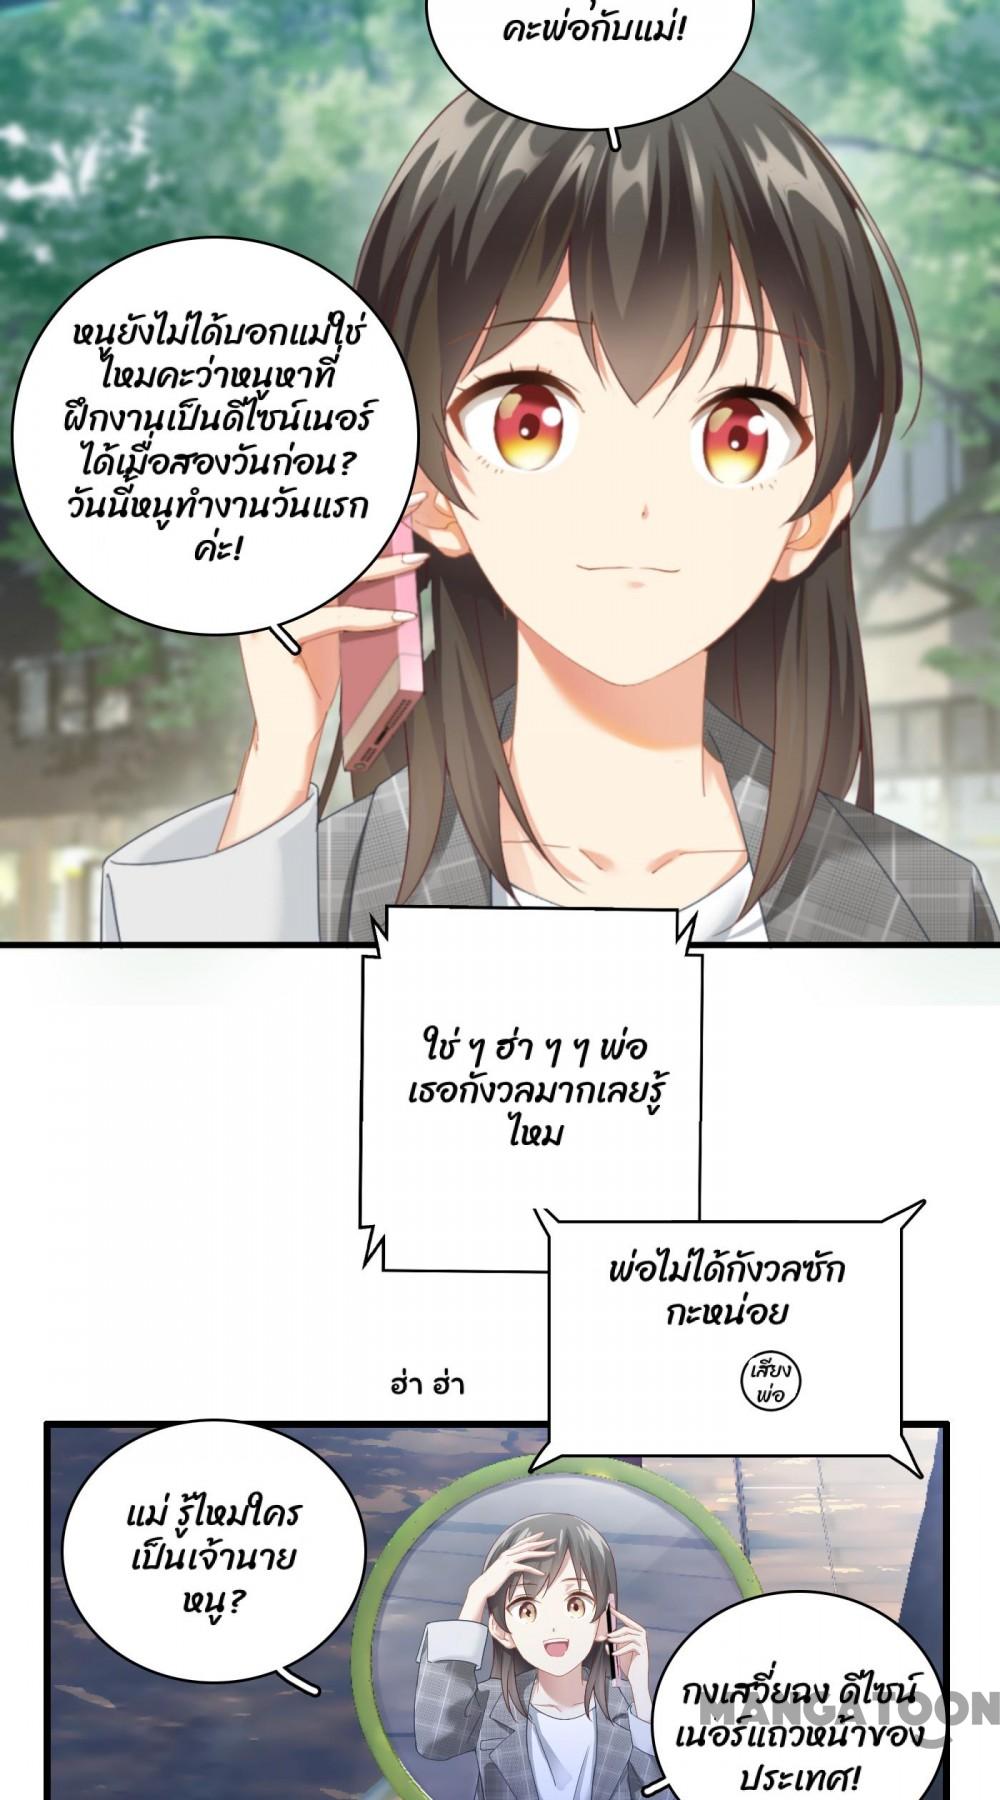 คะพ่อกับแม่!
หนูยังไม่ได้บอกแม่ใช่
ไหมคะว่าหนูหาที่
ฝึกงานเป็นดีไซน์เนอร์
ได้เมื่อสองวันก่อน?
วันนี้หนูทำงานวันแรก
ค่ะ!
ใช่ ๆ ฮ่า ๆ ๆ พ่อ
เธอกังวลมากเลยรู้
ไหม
พ่อไม่ได้กังวลซัก
กะหน่อย
เสียง
พ่อ
ฮ่า ฮ่า
แม่ รู้ไหมใคร
เป็นเจ้านาย
หนู?
กงเสวี่ยฉง ดีไซน์
เนอร์แถวหน้าของ
ประเทศ!
MANGATOON